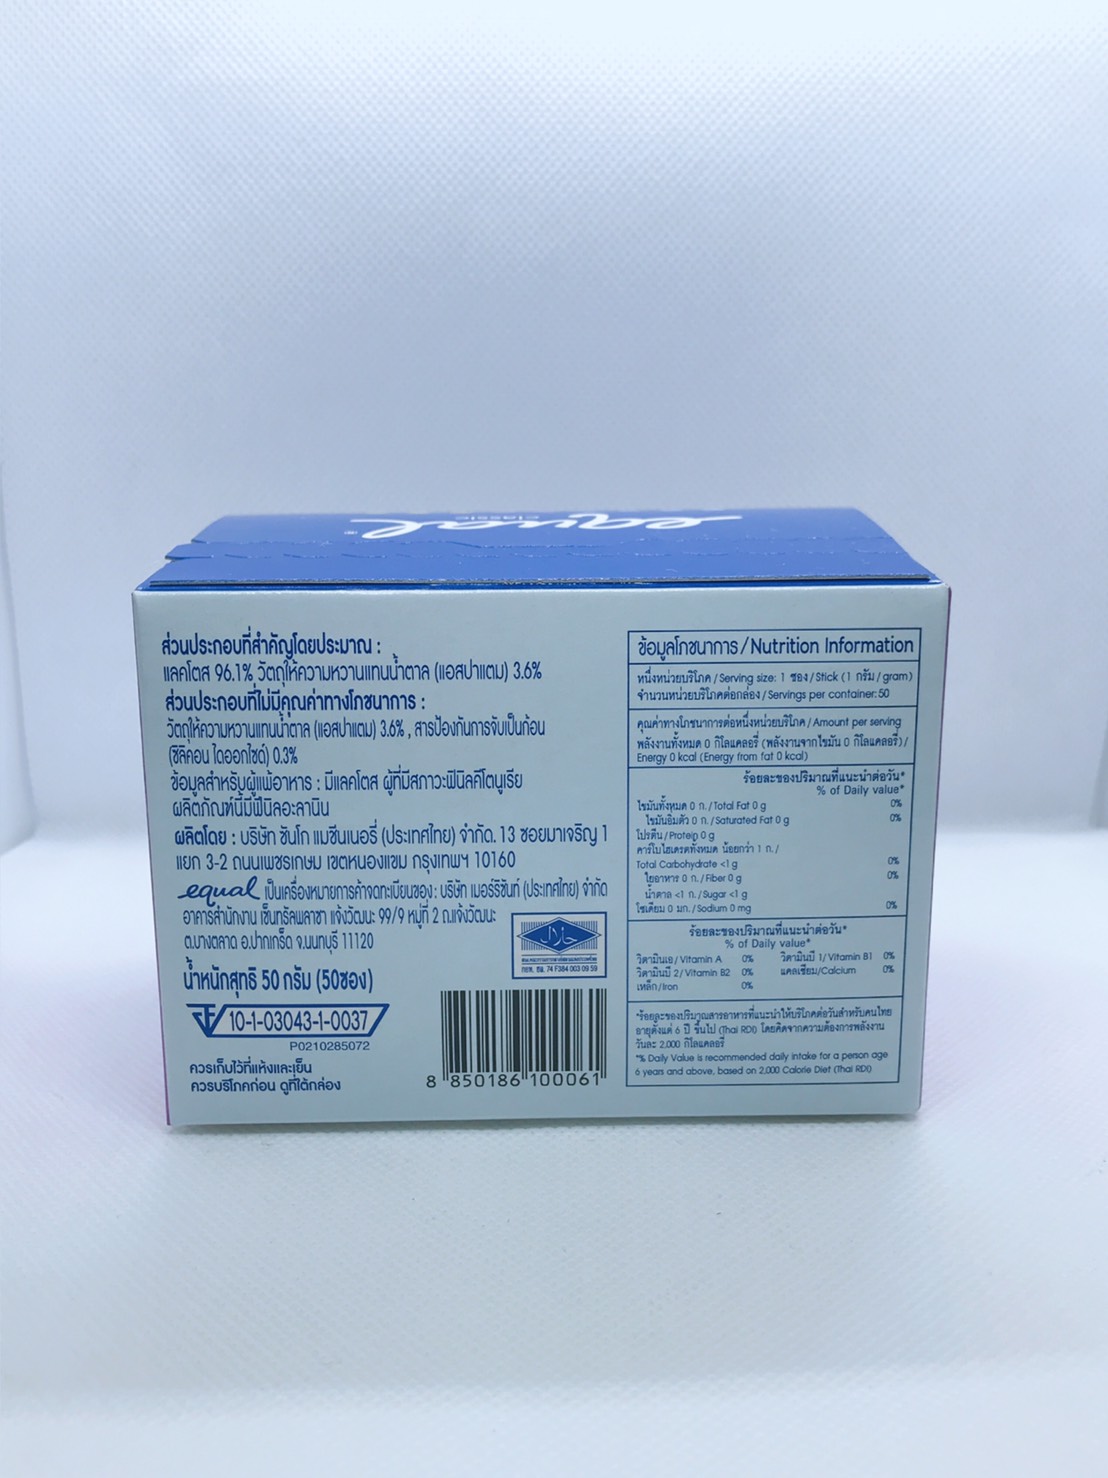 equal
classic
®
ส่วนประกอบที่สำคัญโดยประมาณ :
แลคโตส 96.1% วัตถุให้ความหวานแทนน้ำตาล (แอสปาแตม) 3.6%
ส่วนประกอบที่ไม่มีคุณค่าทางโภชนาการ :
วัตถุให้ความหวานแทนน้ำตาล (แอสปาแตม) 3.6% , สารป้องกันการจับเป็นก้อน
(ซิลิคอน ไดออกไซด์) 0.3%
ข้อมูลสำหรับผู้แพ้อาหาร : มีแลคโตส ผู้ที่มีสภาวะฟินิลคีโตนูเรีย
ผลิตภัณฑ์นี้มีฟีนิลอะลานิน
ผลิตโดย : บริษัท ซันโก แมชีนเนอรี่ (ประเทศไทย) จำกัด. 13 ซอยมาเจริญ 1
แยก 3-2 ถนนเพชรเกษม เขตหนองแขม กรุงเทพฯ 10160
equal เป็นเครื่องหมายการค้าจดทะเบียนของ: บริษัท เมอร์ริซันท์ (ประเทศไทย) จำกัด
อาคารสำนักงาน เซ็นทรัลพลาซา แจ้งวัฒนะ 99/9 หมู่ที่ 2 ถ.แจ้งวัฒนะ
ต.บางตลาด อ.ปากเกร็ด จ.นนทบุรี 11120
حلال
กอท. ฮล. 74 F384 003 09 59
น้ำหนักสุทธิ 50 กรัม (50ซอง)
10-1-03043-1-0037
P0210285072
ควรเก็บไว้ที่แห้งและเย็น
ควรบริโภคก่อน ดูที่ใต้กล่อง
8 850186 100061
ข้อมูลโภชนาการ/Nutrition Information
หนึ่งหน่วยบริโภค / Serving size: 1 ซอง/Stick (1 กรัม / gram)
จำนวนหน่วยบริโภคต่อกล่อง / Servings per container: 50
คุณค่าทางโภชนาการต่อหนึ่งหน่วยบริโภค / Amount per serving
พลังงานทั้งหมด 0 กิโลแคลอรี่ (พลังงานจากไขมัน 0 กิโลแคลอรี่) /
Energy 0 kcal (Energy from fat 0 kcal)
ร้อยละของปริมาณที่แนะนำต่อวัน*
% of Daily value*
ไขมันทั้งหมด 0 ก. / Total Fat 0 g 0%
ไขมันอิ่มตัว 0 ก. / Saturated Fat 0 g 0%
โปรตีน / Protein 0 g
คาร์โบไฮเดรตทั้งหมด น้อยกว่า 1 ก. /
Total Carbohydrate <1 g 0%
ใยอาหาร 0 ก. / Fiber 0 g 0%
น้ำตาล <1 ก. / Sugar <1 g
โซเดียม 0 มก. / Sodium 0 mg 0%
ร้อยละของปริมาณที่แนะนำต่อวัน*
% of Daily value*
วิตามินเอ / Vitamin A 0% วิตามินบี 1 / Vitamin B1 0%
วิตามินบี 2 / Vitamin B2 0% แคลเซียม/Calcium 0%
เหล็ก / Iron 0%
*ร้อยละของปริมาณสารอาหารที่แนะนำให้บริโภคต่อวันสำหรับคนไทย
อายุตั้งแต่ 6 ปี ขึ้นไป (Thai RDI) โดยคิดจากความต้องการพลังงาน
วันละ 2,000 กิโลแคลอรี่
*% Daily Value is recommended daily intake for a person age
6 years and above, based on 2,000 Calorie Diet (Thai RDI)